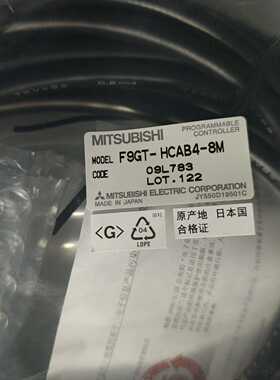 MITSUBISHI
PROGRAMMABLE
CONTROLLER
MODEL F9GT-HCAB4-8M
CODE 09L783
LOT.122
MITSUBISHI ELECTRIC CORPORATION
MADE IN JAPAN JY550D19501C
<G>
04
LDPE
原产地 日本国
合格证